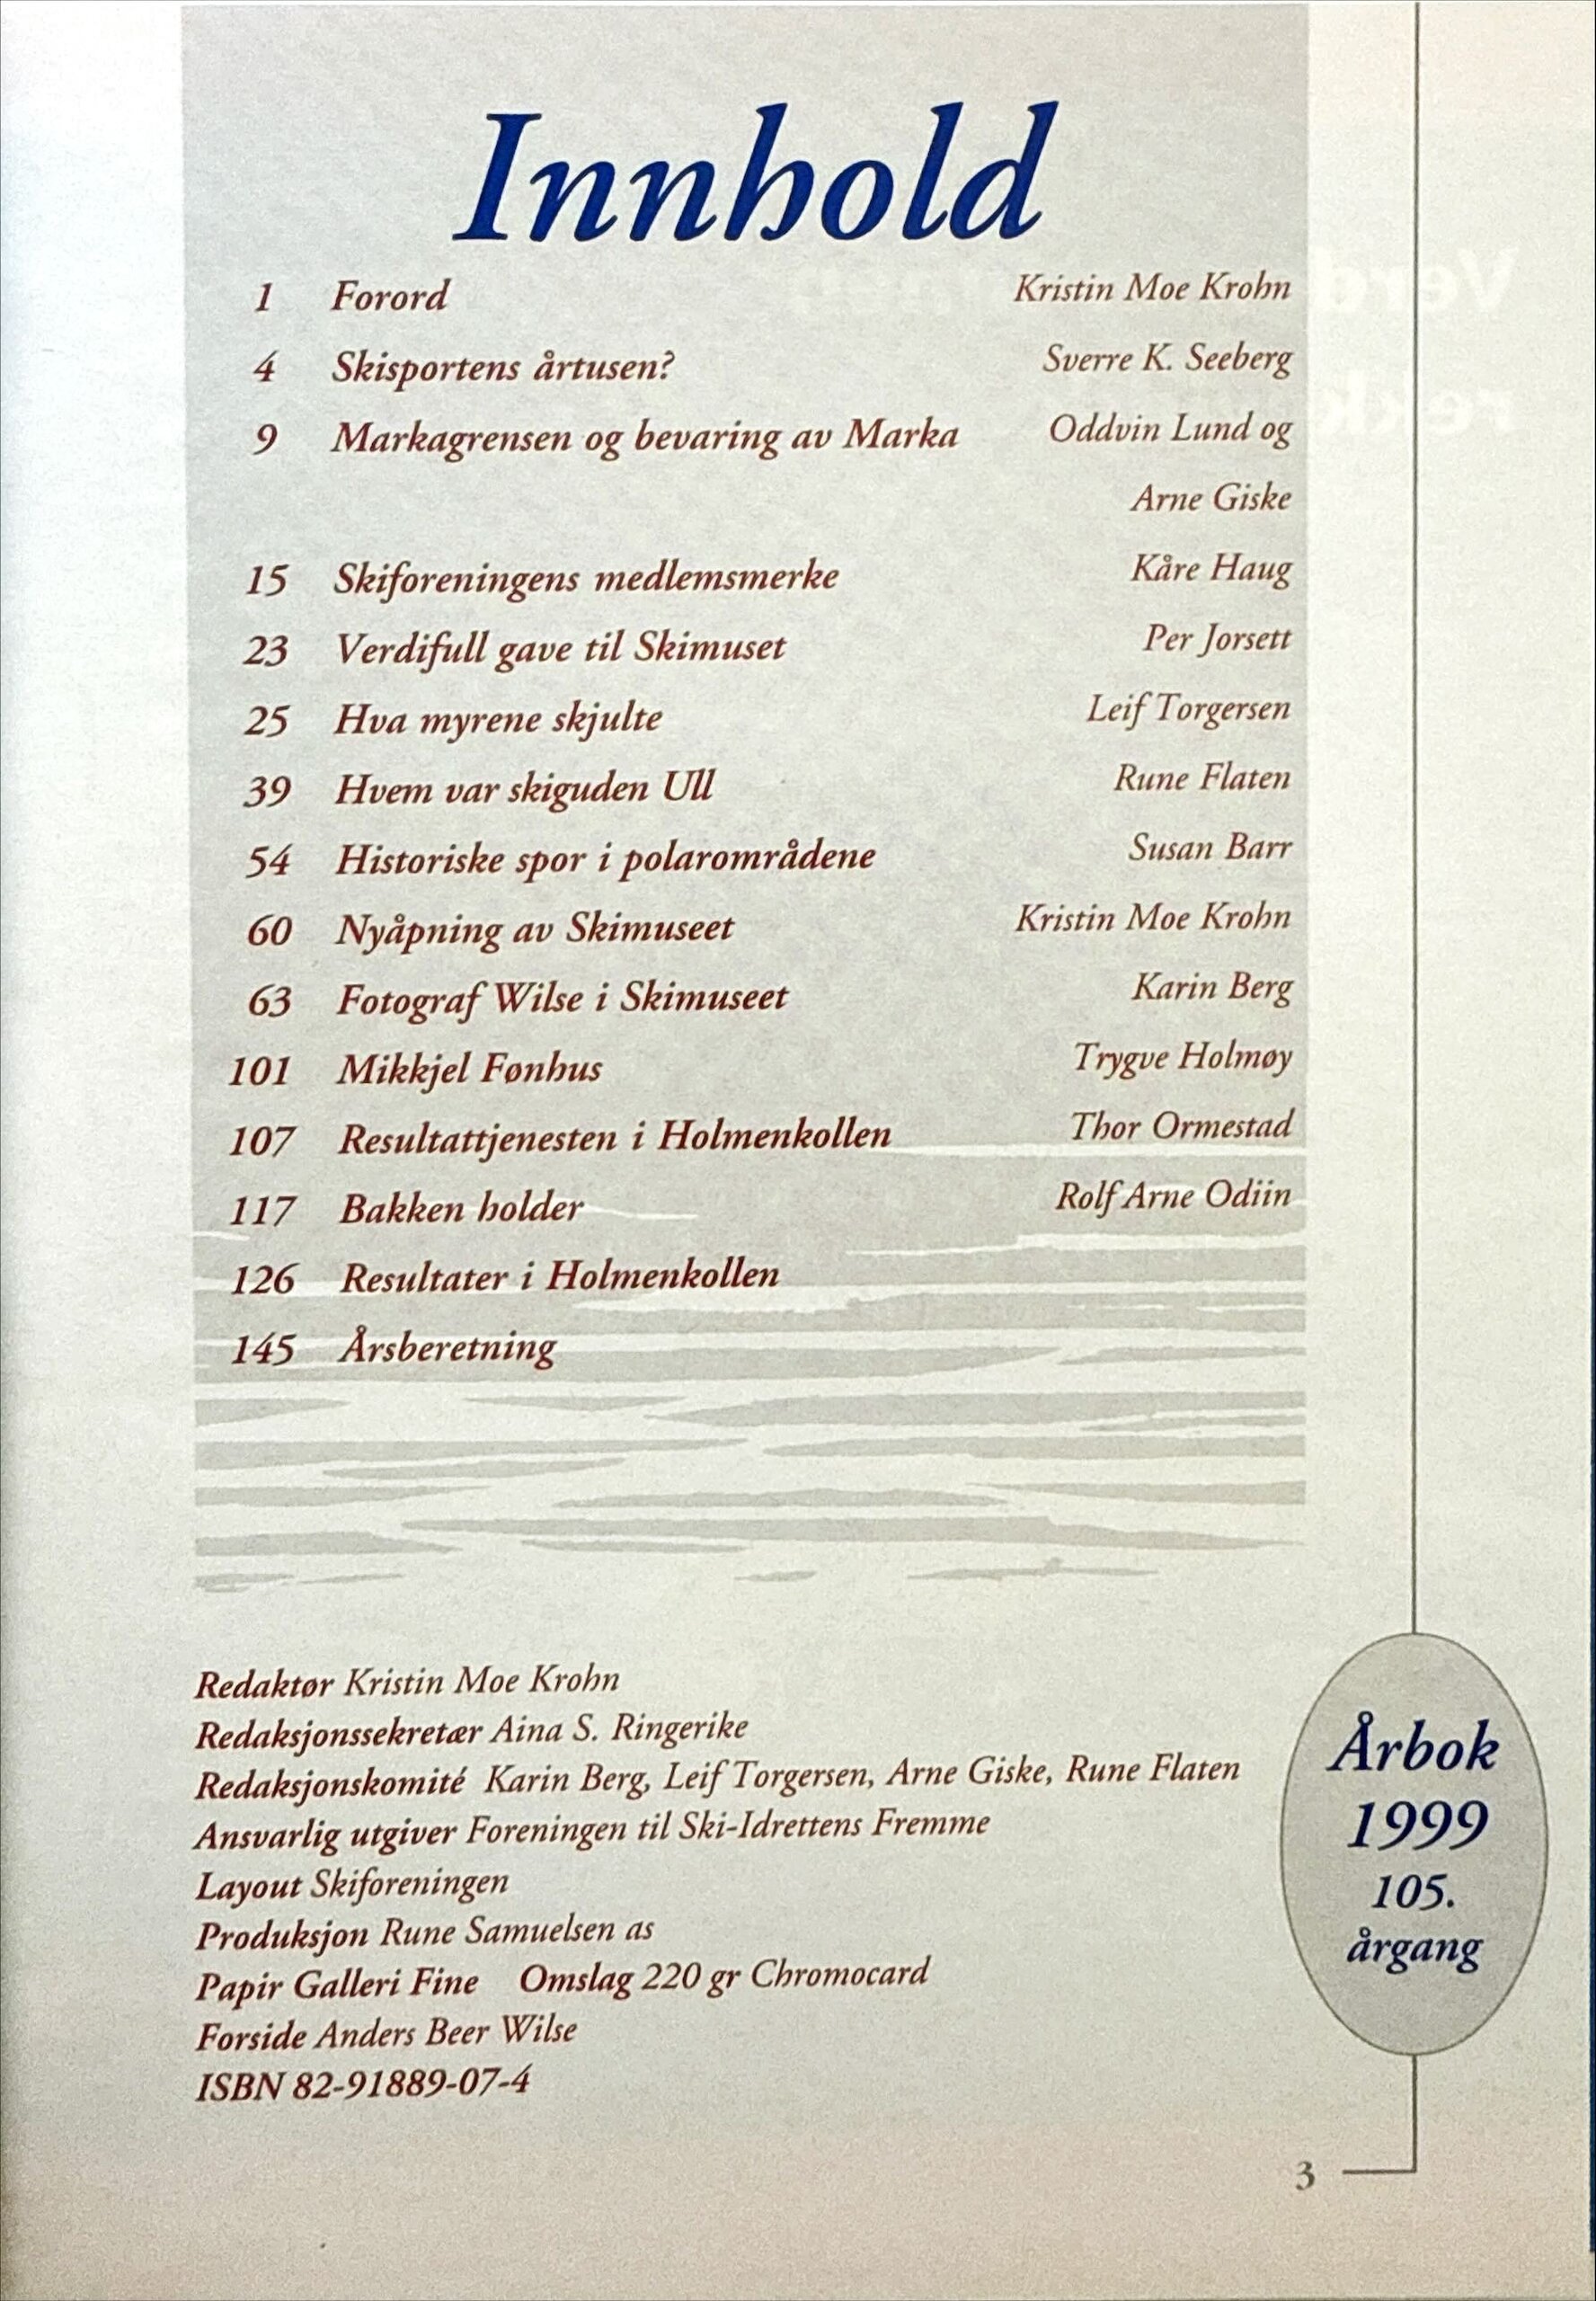 Innhold
1 Forord Kristin Moe Krohn
4 Skisportens årtusen? Sverre K. Seeberg
9 Markagrensen og bevaring av Marka Oddvin Lund og
Arne Giske
15 Skiforeningens medlemsmerke Kåre Haug
23 Verdifull gave til Skimuset Per Jorsett
25 Hva myrene skjulte Leif Torgersen
39 Hvem var skiguden Ull Rune Flaten
54 Historiske spor i polarområdene Susan Barr
60 Nyåpning av Skimuseet Kristin Moe Krohn
63 Fotograf Wilse i Skimuseet Karin Berg
101 Mikkjel Fønhus Trygve Holmøy
107 Resultattjenesten i Holmenkollen Thor Ormestad
117 Bakken holder Rolf Arne Odiin
126 Resultater i Holmenkollen
145 Årsberetning
Redaktør Kristin Moe Krohn
Redaksjonssekretær Aina S. Ringerike
Redaksjonskomité Karin Berg, Leif Torgersen, Arne Giske, Rune Flaten
Ansvarlig utgiver Foreningen til Ski-Idrettens Fremme
Layout Skiforeningen
Produksjon Rune Samuelsen as
Papir Galleri Fine Omslag 220 gr Chromocard
Forside Anders Beer Wilse
ISBN 82-91889-07-4
Årbok
1999
105.
årgang
3